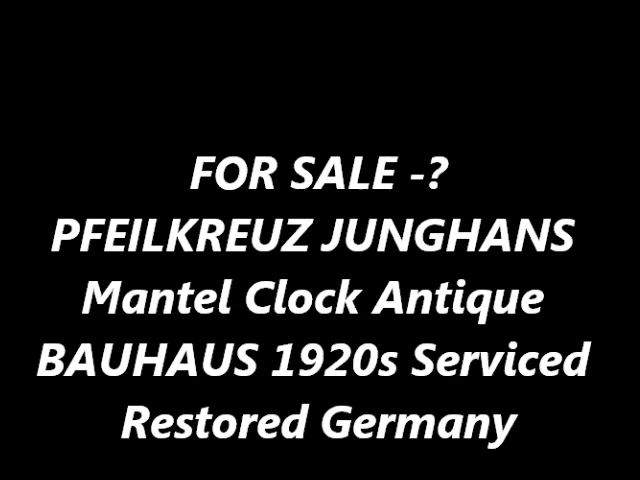 FOR SALE -?
PFEILKREUZ JUNGHANS
Mantel Clock Antique
BAUHAUS 1920s Serviced
Restored Germany